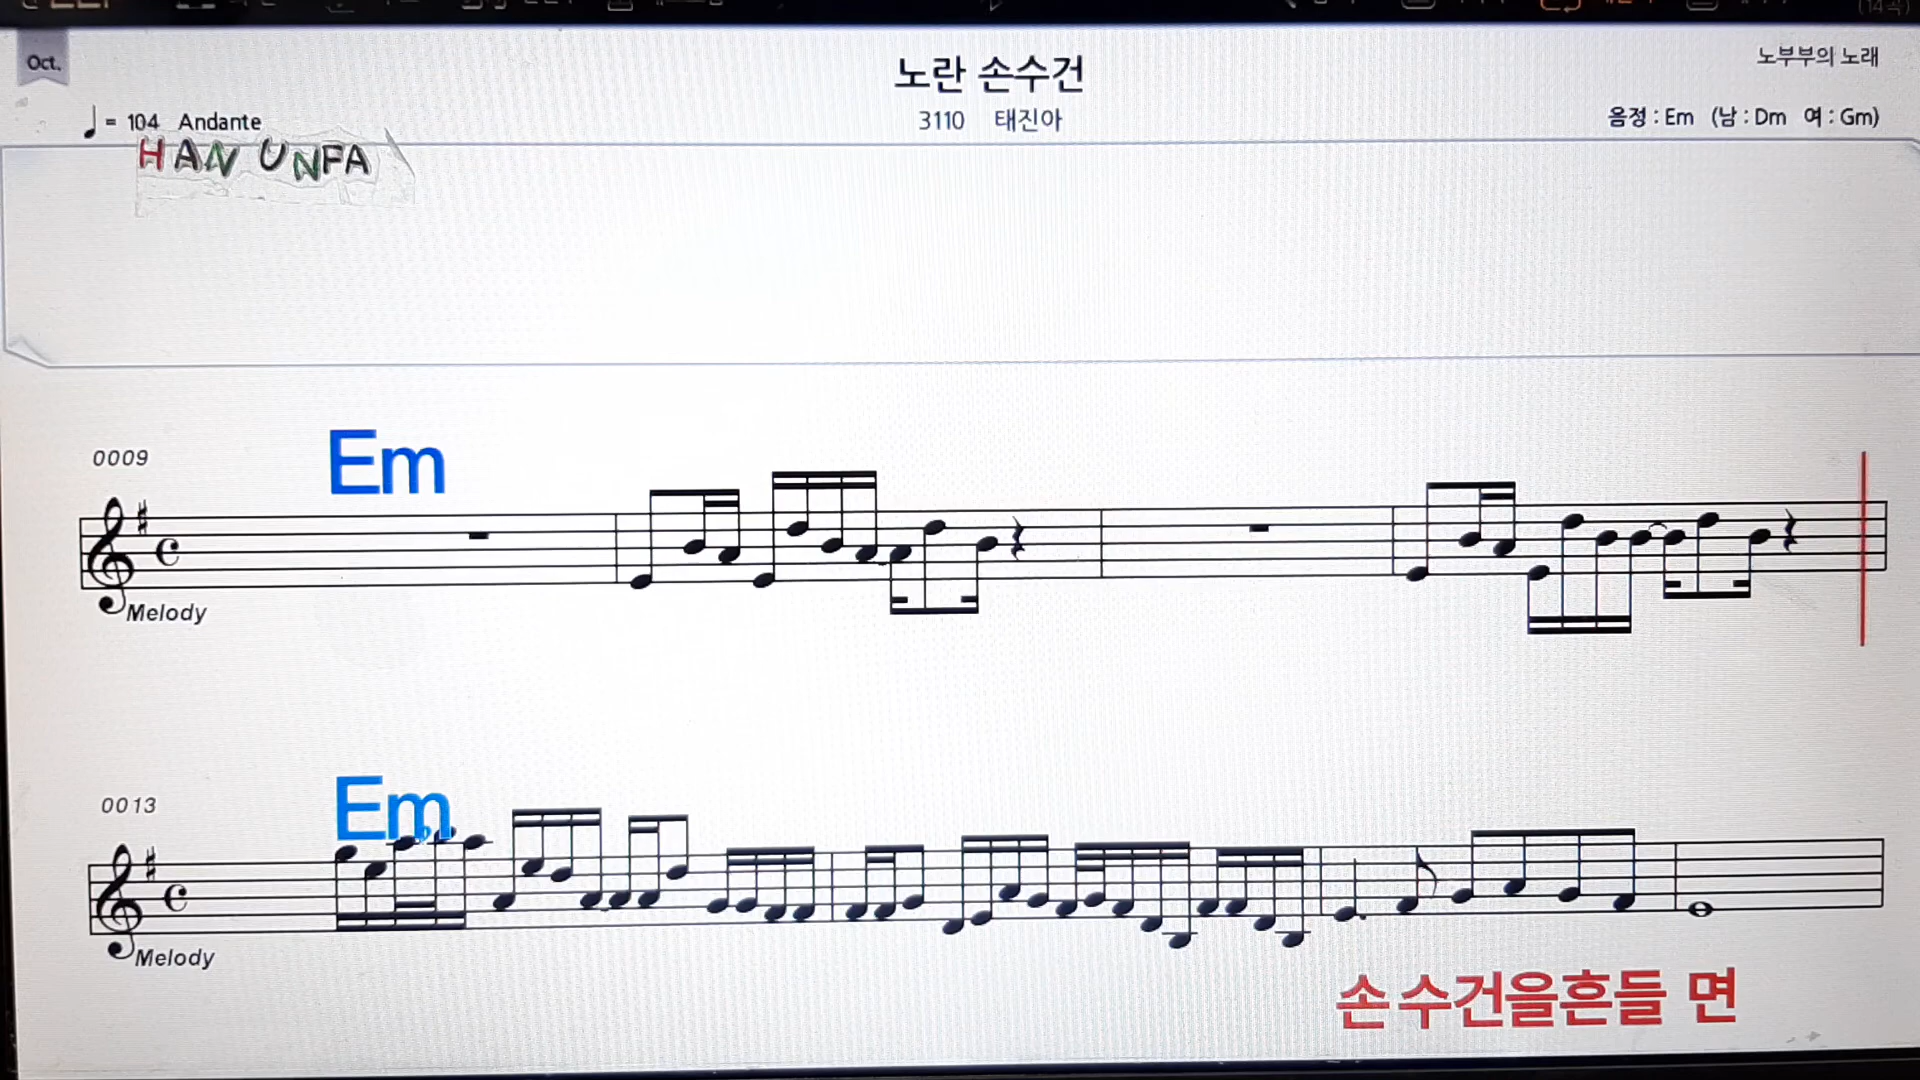 Oct.
노란 손수건
노부부의 노래
♩= 104 Andante
3110 태진아
음정 : Em (남 : Dm 여 : Gm)
HAN UNFA
Em
0009
Melody
Em
0013
Melody
손수건을흔들 면